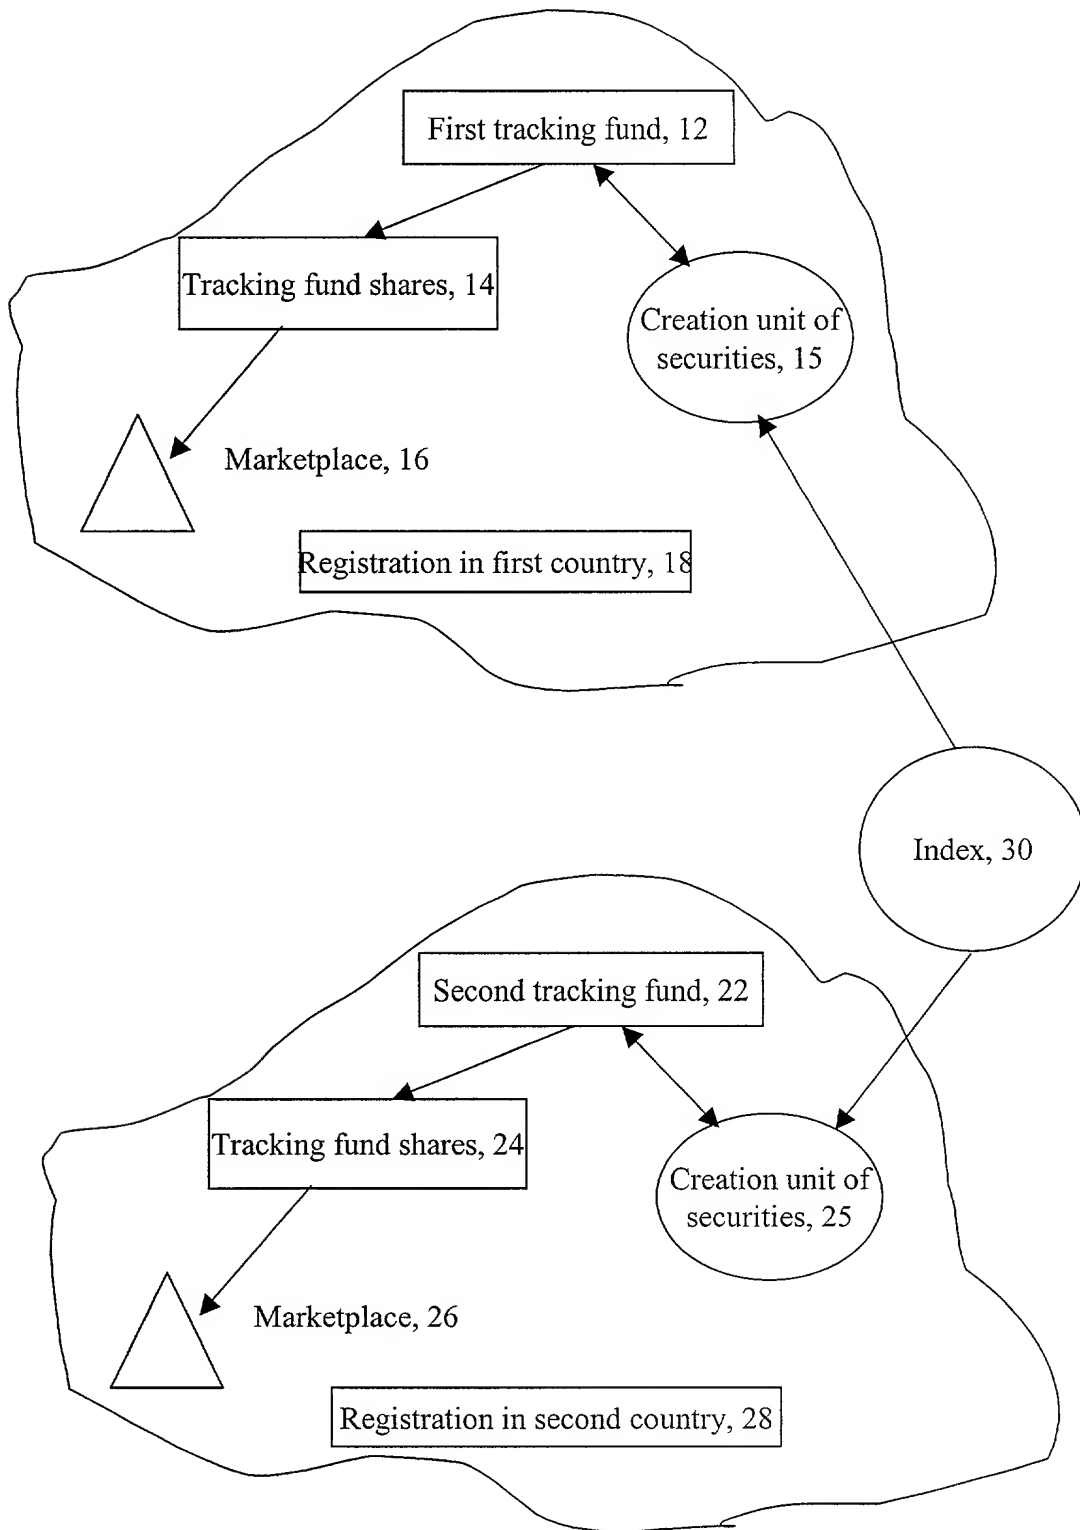 First tracking fund, 12
Tracking fund shares, 14
Creation unit of
securities, 15
Marketplace, 16
Registration in first country, 18
Index, 30
Second tracking fund, 22
Tracking fund shares, 24
Creation unit of
securities, 25
Marketplace, 26
Registration in second country, 28